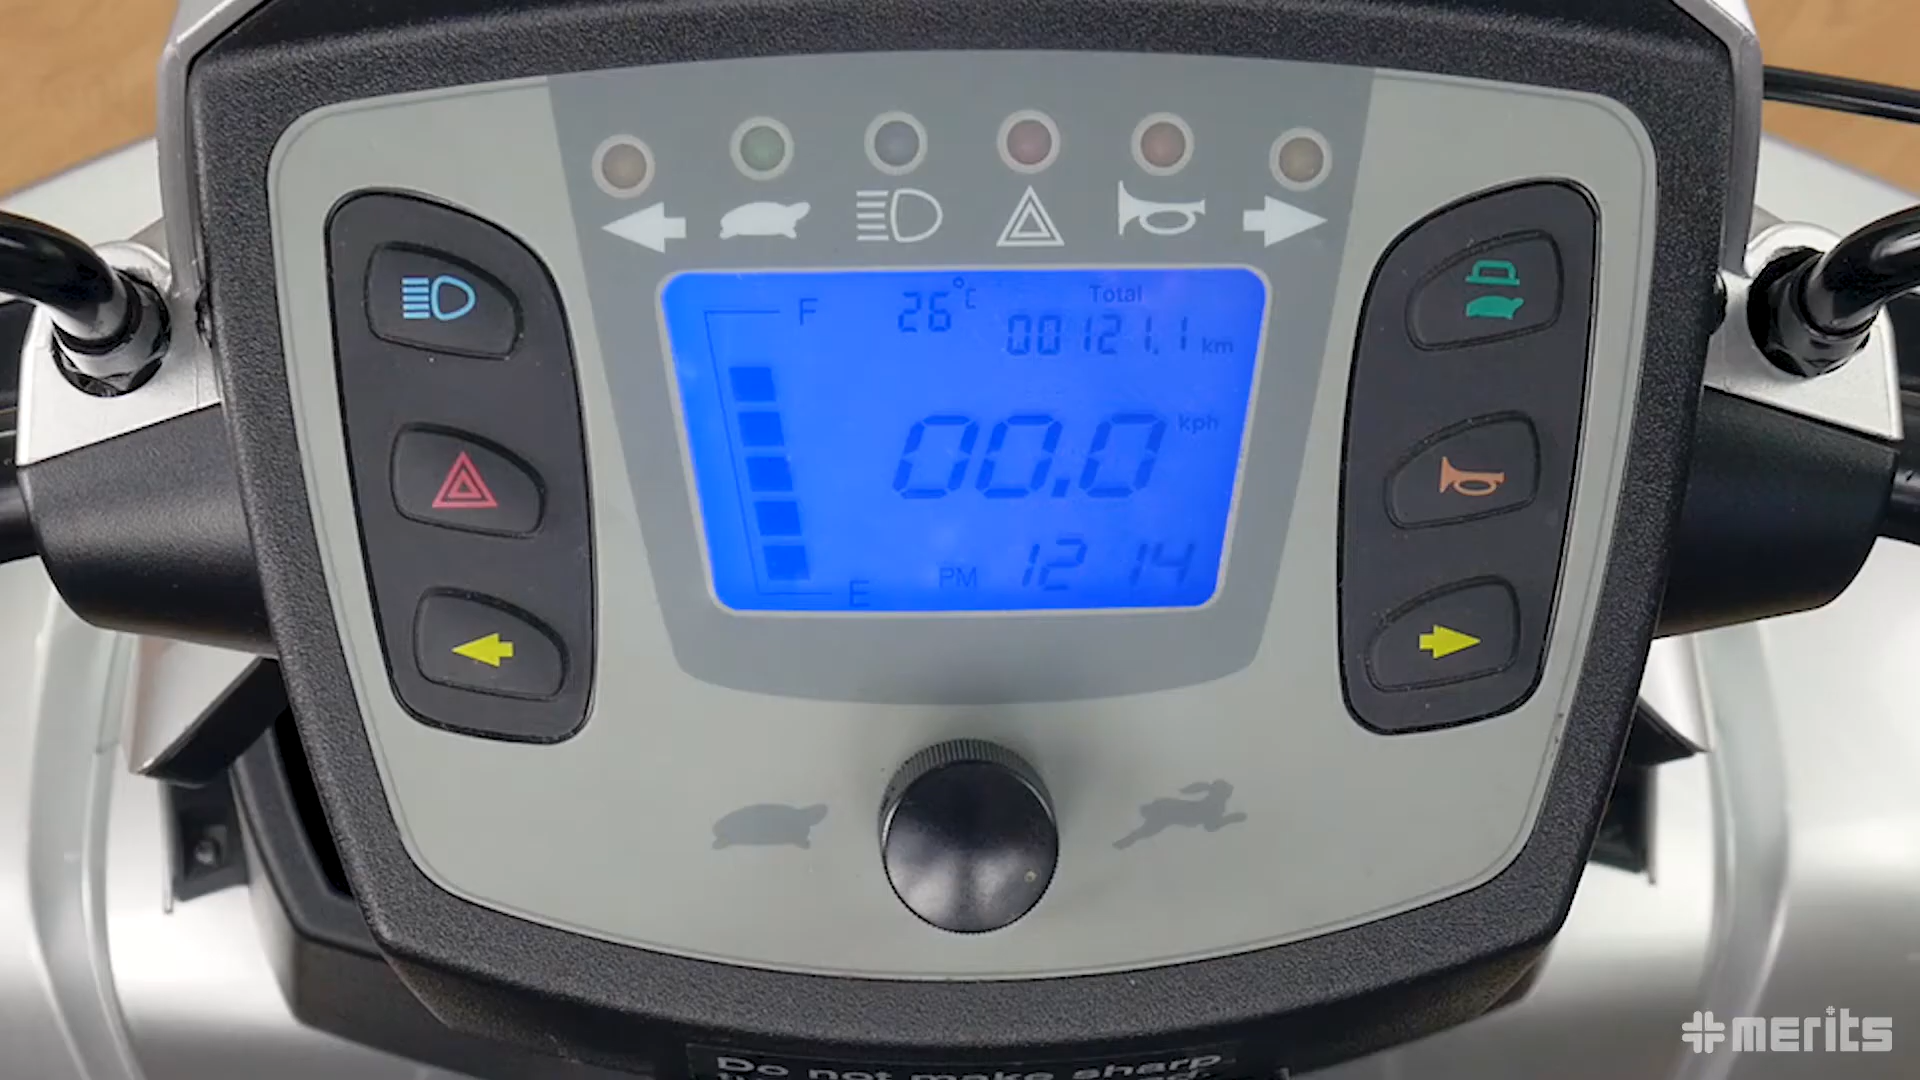 F
26°C
Total
00121.1 km
00.0 kph
E
PM 12 14
Do not make sharp
merits